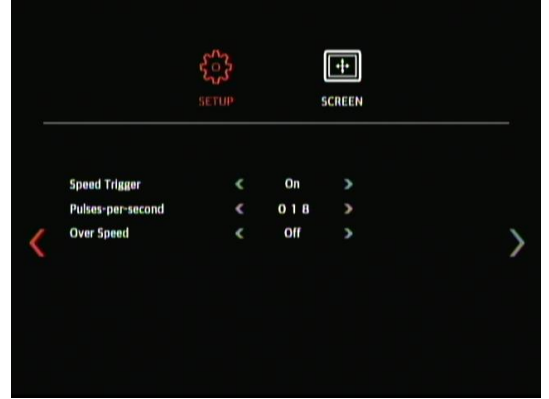 SETUP SCREEN
Speed Trigger On
Pulses-per-second 0 1 8
Over Speed Off